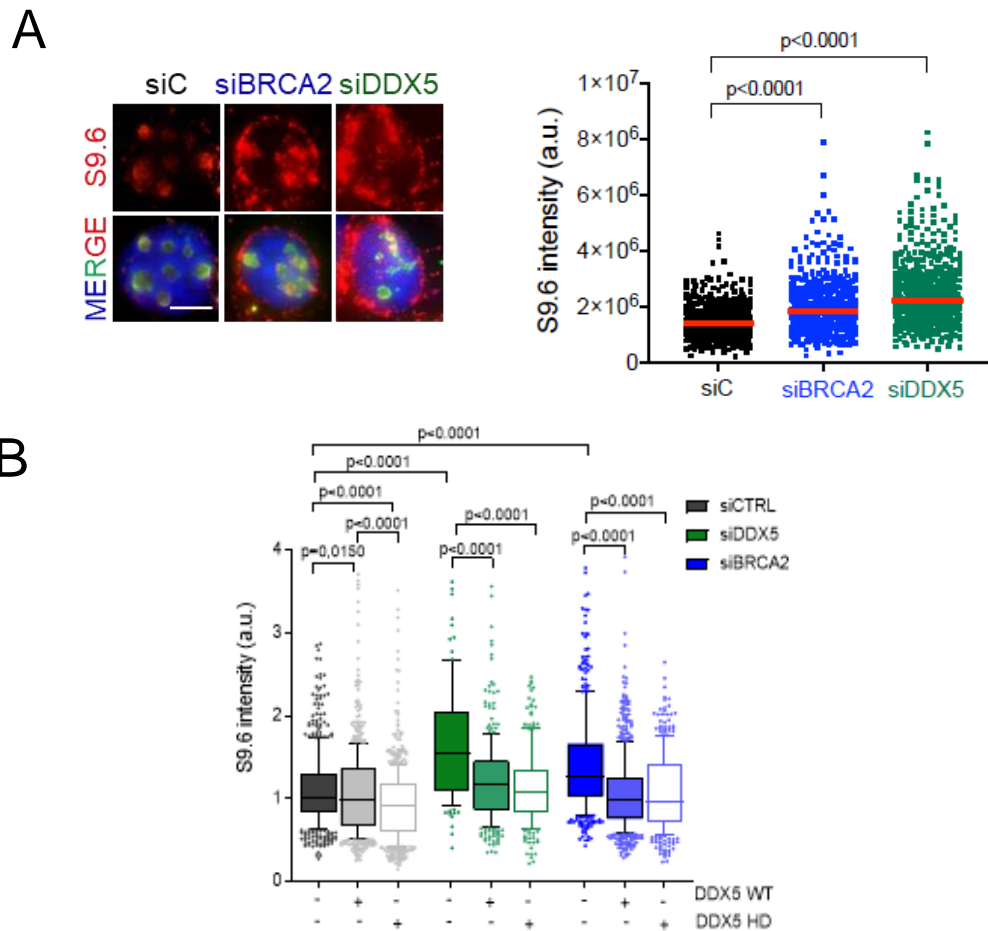 A
siC siBRCA2 siDDX5
S9.6
MERGE
p<0.0001
p<0.0001
S9.6 intensity (a.u.)
1×10⁷
8×10⁶
6×10⁶
4×10⁶
2×10⁶
0
siC siBRCA2 siDDX5
B
p<0.0001
p<0.0001
p<0.0001
p<0.0001
p=0,0150
p<0.0001
p<0.0001
p<0.0001
p<0.0001
siCTRL
siDDX5
siBRCA2
S9.6 intensity (a.u.)
4
3
2
1
0
- + - - + - - + - DDX5 WT
- - + - - + - - + DDX5 HD